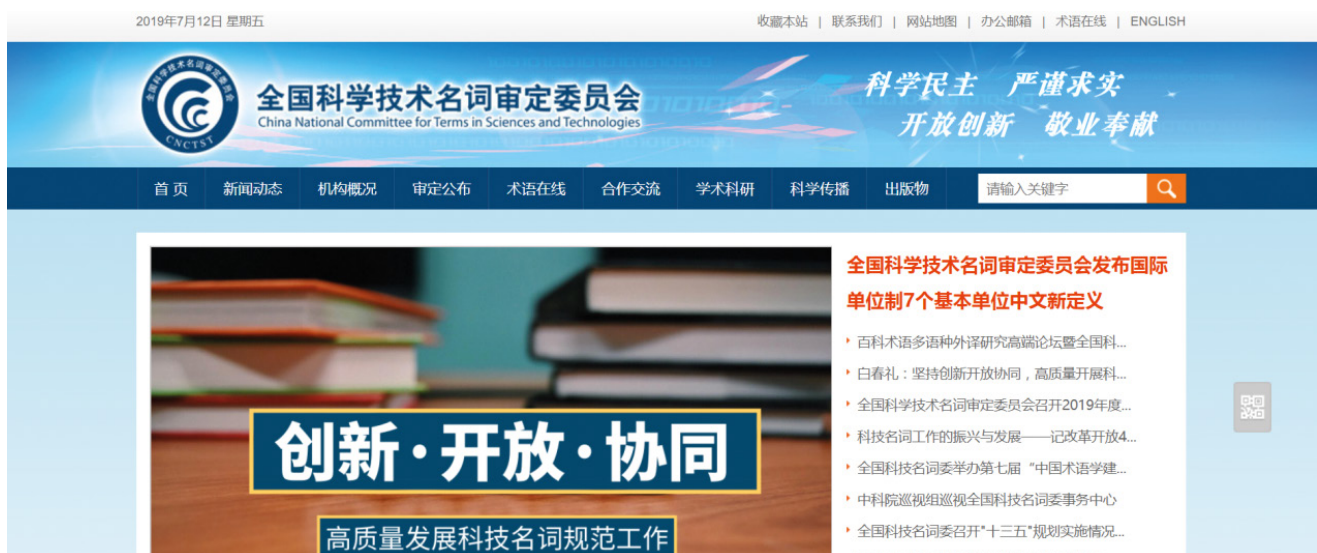 2019年7月12日 星期五
收藏本站 | 联系我们 | 网站地图 | 办公邮箱 | 术语在线 | ENGLISH
全国科学技术名词审定委员会
CNCTST
全国科学技术名词审定委员会
China National Committee for Terms in Sciences and Technologies
科学民主 严谨求实
开放创新 敬业奉献
首 页 新闻动态 机构概况 审定公布 术语在线 合作交流 学术科研 科学传播 出版物 请输入关键字
创新·开放·协同
高质量发展科技名词规范工作
全国科学技术名词审定委员会发布国际
单位制7个基本单位中文新定义
百科术语多语种外译研究高端论坛暨全国科...
白春礼：坚持创新开放协同，高质量开展科...
全国科学技术名词审定委员会召开2019年度...
科技名词工作的振兴与发展——记改革开放4...
全国科技名词委举办第七届“中国术语学建...
中科院巡视组巡视全国科技名词委事务中心
全国科技名词委召开"十三五"规划实施情况...